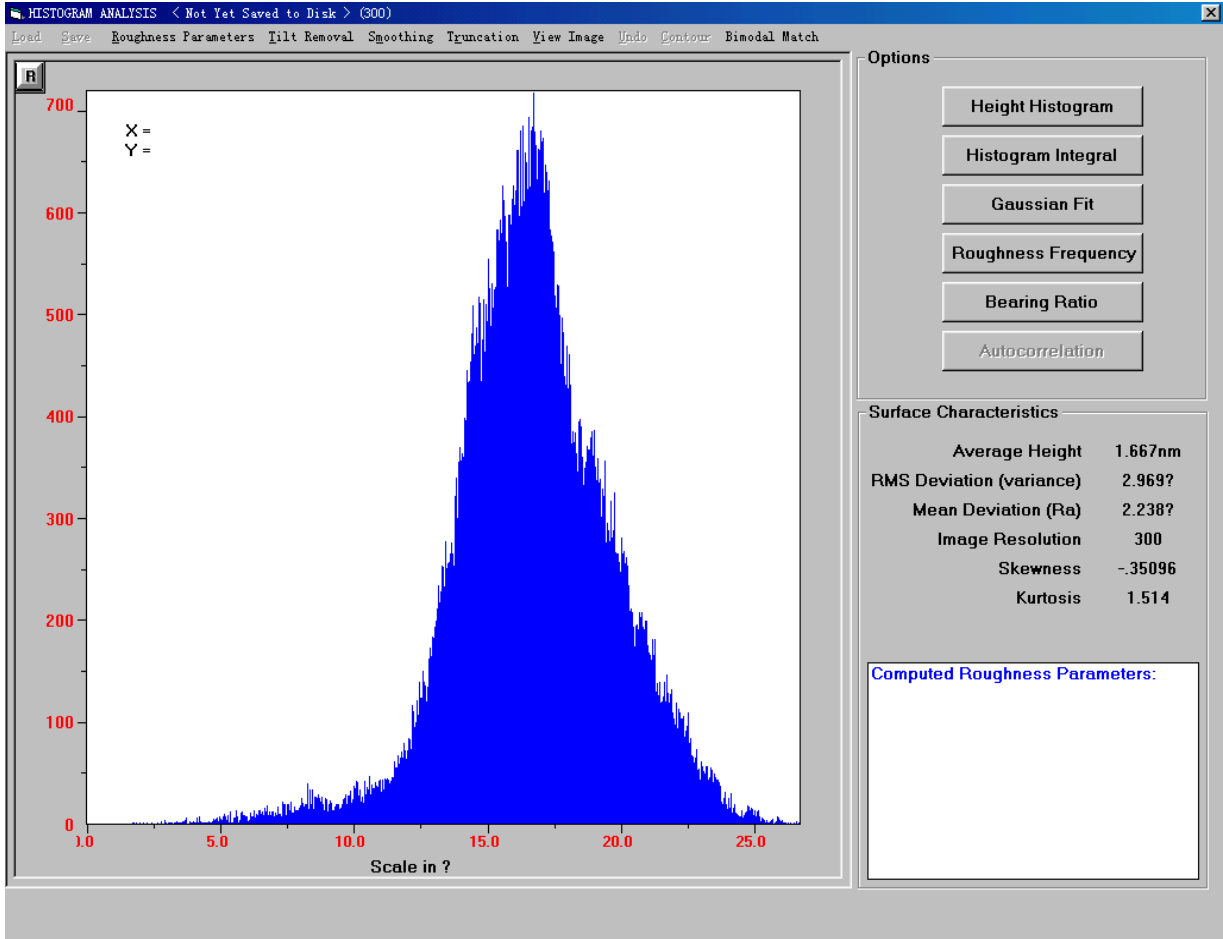 HISTOGRAM ANALYSIS < Not Yet Saved to Disk > (300)
Load Save Roughness Parameters Tilt Removal Smoothing Truncation View Image Undo Contour Bimodal Match
R
X =
Y =
700
600
500
400
300
200
100
0
).0 5.0 10.0 15.0 20.0 25.0
Scale in ?
Options
Height Histogram
Histogram Integral
Gaussian Fit
Roughness Frequency
Bearing Ratio
Autocorrelation
Surface Characteristics
Average Height 1.667nm
RMS Deviation (variance) 2.969?
Mean Deviation (Ra) 2.238?
Image Resolution 300
Skewness -.35096
Kurtosis 1.514
Computed Roughness Parameters: